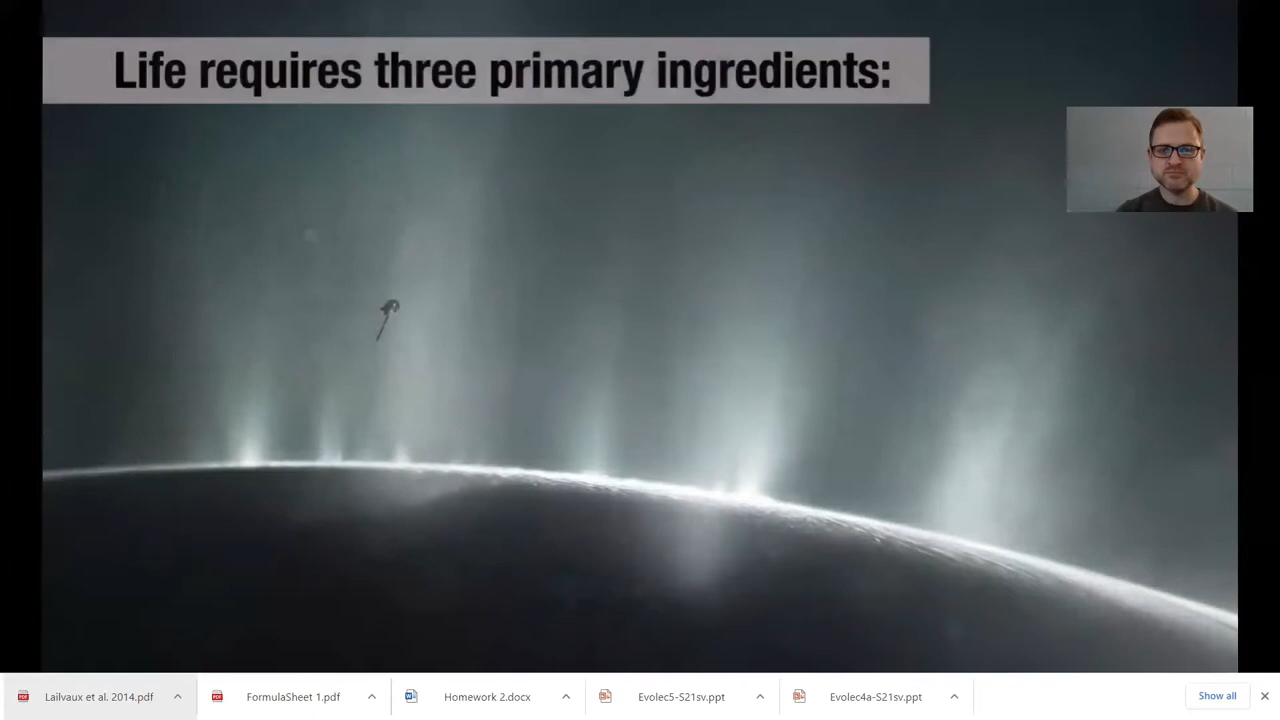 Life requires three primary ingredients:
Lailvaux et al. 2014.pdf
FormulaSheet 1.pdf
Homework 2.docx
Evolec5-S21sv.ppt
Evolec4a-S21sv.ppt
Show all